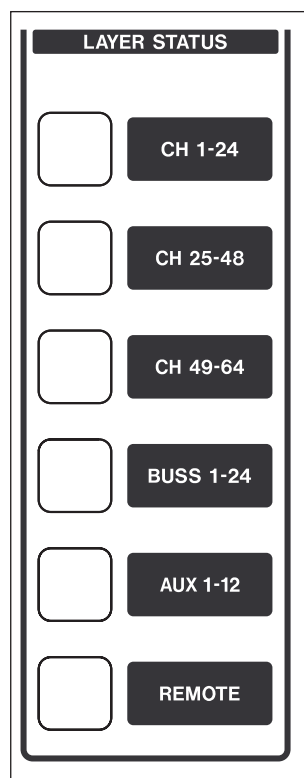 LAYER STATUS
CH 1-24
CH 25-48
CH 49-64
BUSS 1-24
AUX 1-12
REMOTE